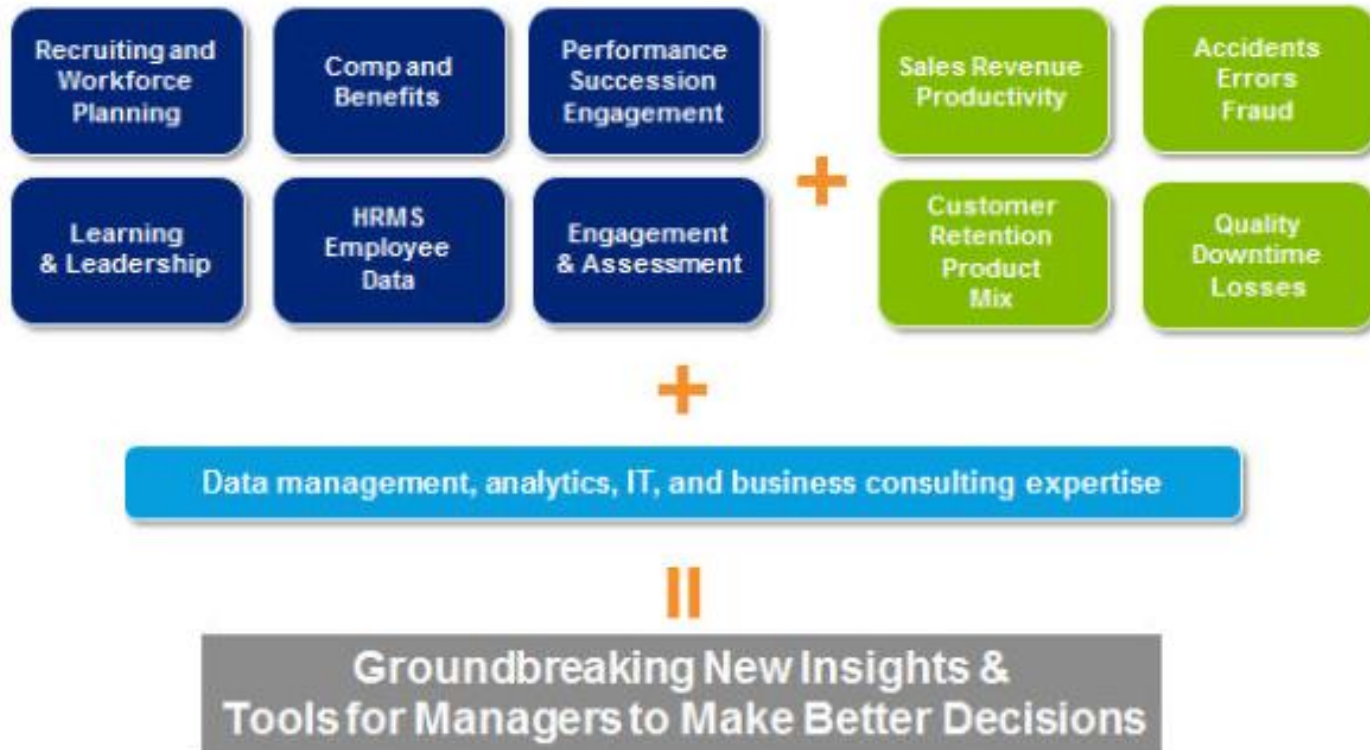 Recruiting and
Workforce
Planning
Comp and
Benefits
Performance
Succession
Engagement
Sales Revenue
Productivity
Accidents
Errors
Fraud
+
Learning
& Leadership
HRMS
Employee
Data
Engagement
& Assessment
Customer
Retention
Product
Mix
Quality
Downtime
Losses
+
Data management, analytics, IT, and business consulting expertise
=
Groundbreaking New Insights &
Tools for Managers to Make Better Decisions